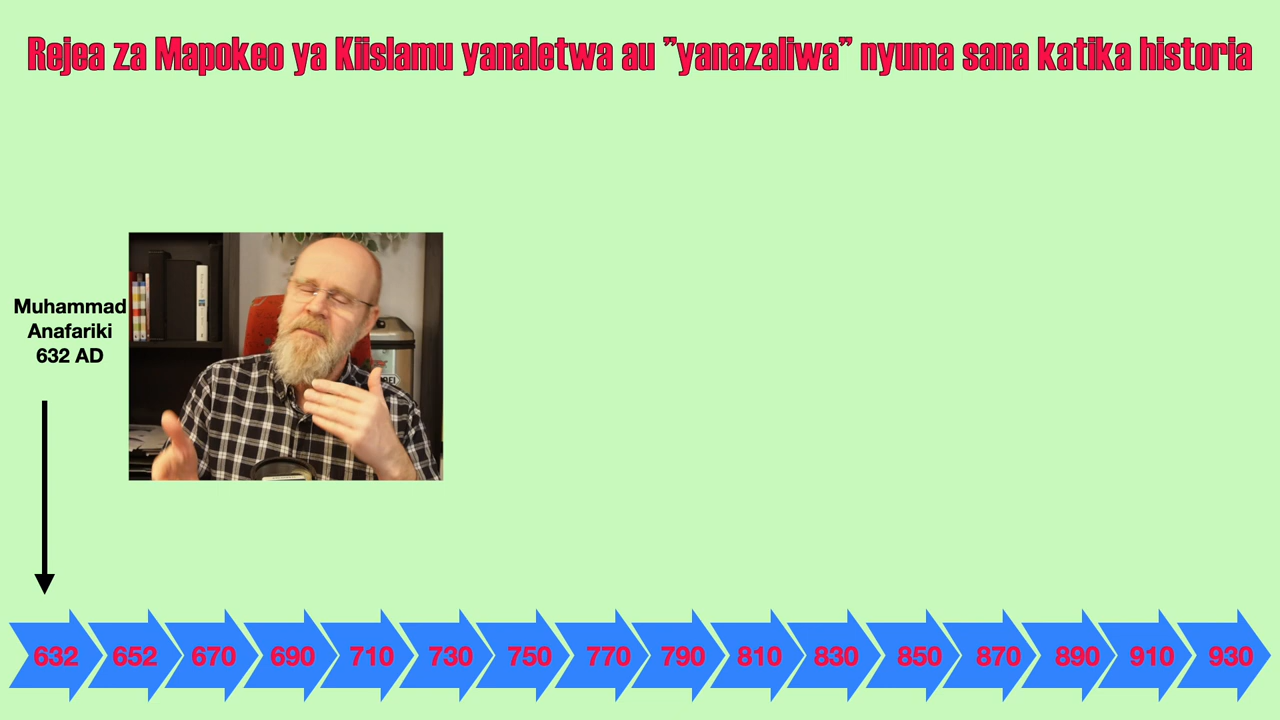 Rejea za Mapokeo ya Kiislamu yanaletwa au ”yanazaliwa” nyuma sana katika historia
Muhammad
Anafariki
632 AD
632 652 670 690 710 730 750 770 790 810 830 850 870 890 910 930